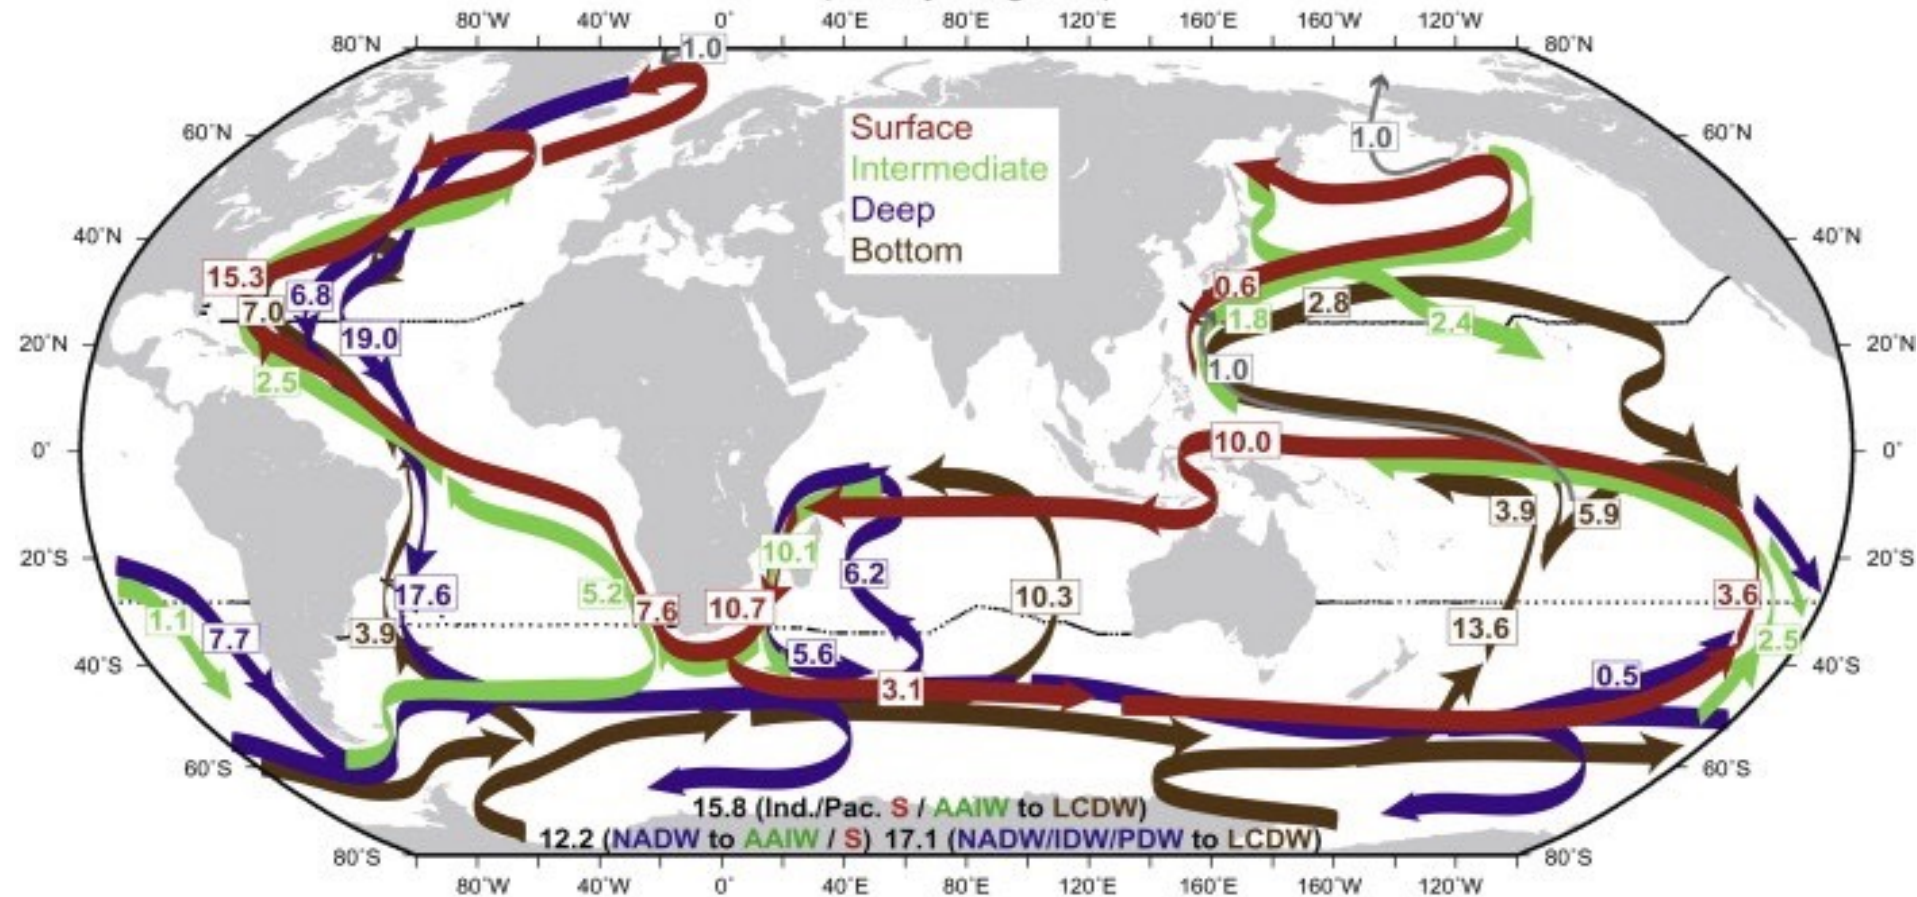 80°W 40°W 0° 40°E 80°E 120°E 160°E 160°W 120°W
80°N 1.0 80°N
60°N Surface 1.0 60°N
Intermediate
Deep
40°N Bottom 40°N
15.3 6.8 0.6
7.0 2.8
19.0 1.8 2.4
20°N 20°N
2.5 1.0
0° 10.0 0°
3.9 5.9
20°S 10.1 6.2 20°S
17.6 5.2 7.6 10.7 10.3 3.6
1.1 7.7 3.9 5.6 13.6 2.5
40°S 3.1 0.5 40°S
60°S 60°S
15.8 (Ind./Pac. S / AAIW to LCDW)
12.2 (NADW to AAIW / S) 17.1 (NADW/IDW/PDW to LCDW)
80°S 80°S
80°W 40°W 0° 40°E 80°E 120°E 160°E 160°W 120°W